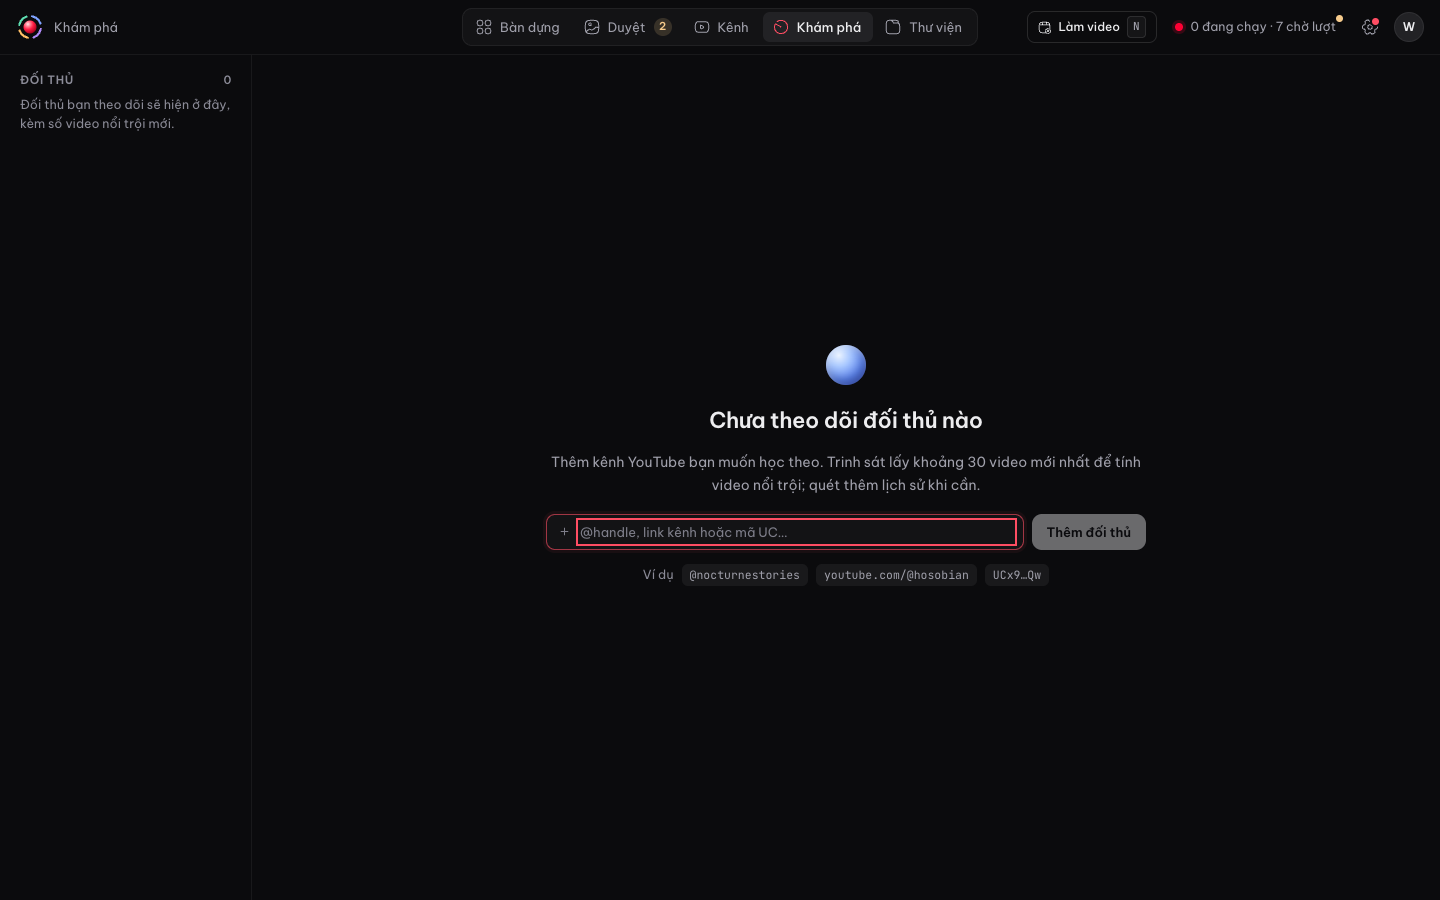 Khám phá
Bàn dựng
Duyệt 2
Kênh
Khám phá
Thư viện
Làm video N
0 đang chạy · 7 chờ lượt
W
ĐỐI THỦ 0
Đối thủ bạn theo dõi sẽ hiện ở đây,
kèm số video nổi trội mới.
Chưa theo dõi đối thủ nào
Thêm kênh YouTube bạn muốn học theo. Trinh sát lấy khoảng 30 video mới nhất để tính
video nổi trội; quét thêm lịch sử khi cần.
+ @handle, link kênh hoặc mã UC...
Thêm đối thủ
Ví dụ @nocturnestories youtube.com/@hosobian UCx9…Qw